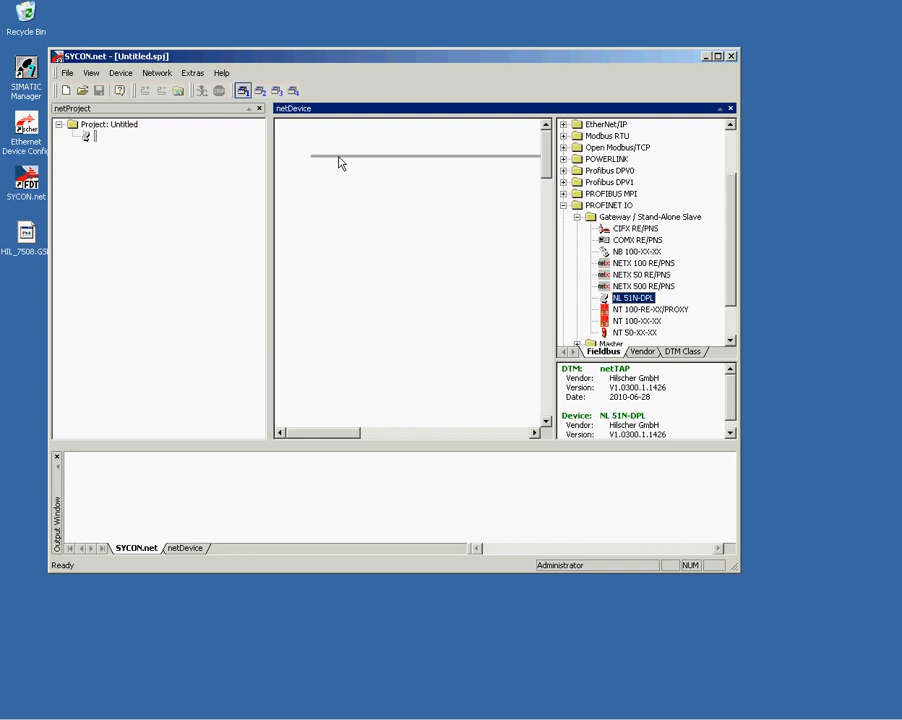 Recycle Bin
SIMATIC
Manager
Ethernet
Device Config
SYCON.net
HIL_7508.GS
SYCON.net - [Untitled.spj]
File View Device Network Extras Help
netProject
Project: Untitled
netDevice
EtherNet/IP
Modbus RTU
Open Modbus/TCP
POWERLINK
Profibus DPV0
Profibus DPV1
PROFIBUS MPI
PROFINET IO
Gateway / Stand-Alone Slave
CIFX RE/PNS
COMX RE/PNS
NB 100-XX-XX
NETX 100 RE/PNS
NETX 50 RE/PNS
NETX 500 RE/PNS
NL 51N-DPL
NT 100-RE-XX/PROXY
NT 100-XX-XX
NT 50-XX-XX
Master
Fieldbus Vendor DTM Class
DTM: netTAP
Vendor: Hilscher GmbH
Version: V1.0300.1.1426
Date: 2010-06-28
Device: NL 51N-DPL
Vendor: Hilscher GmbH
Version: V1.0300.1.1426
Output Window
SYCON.net netDevice
Ready
Administrator
NUM